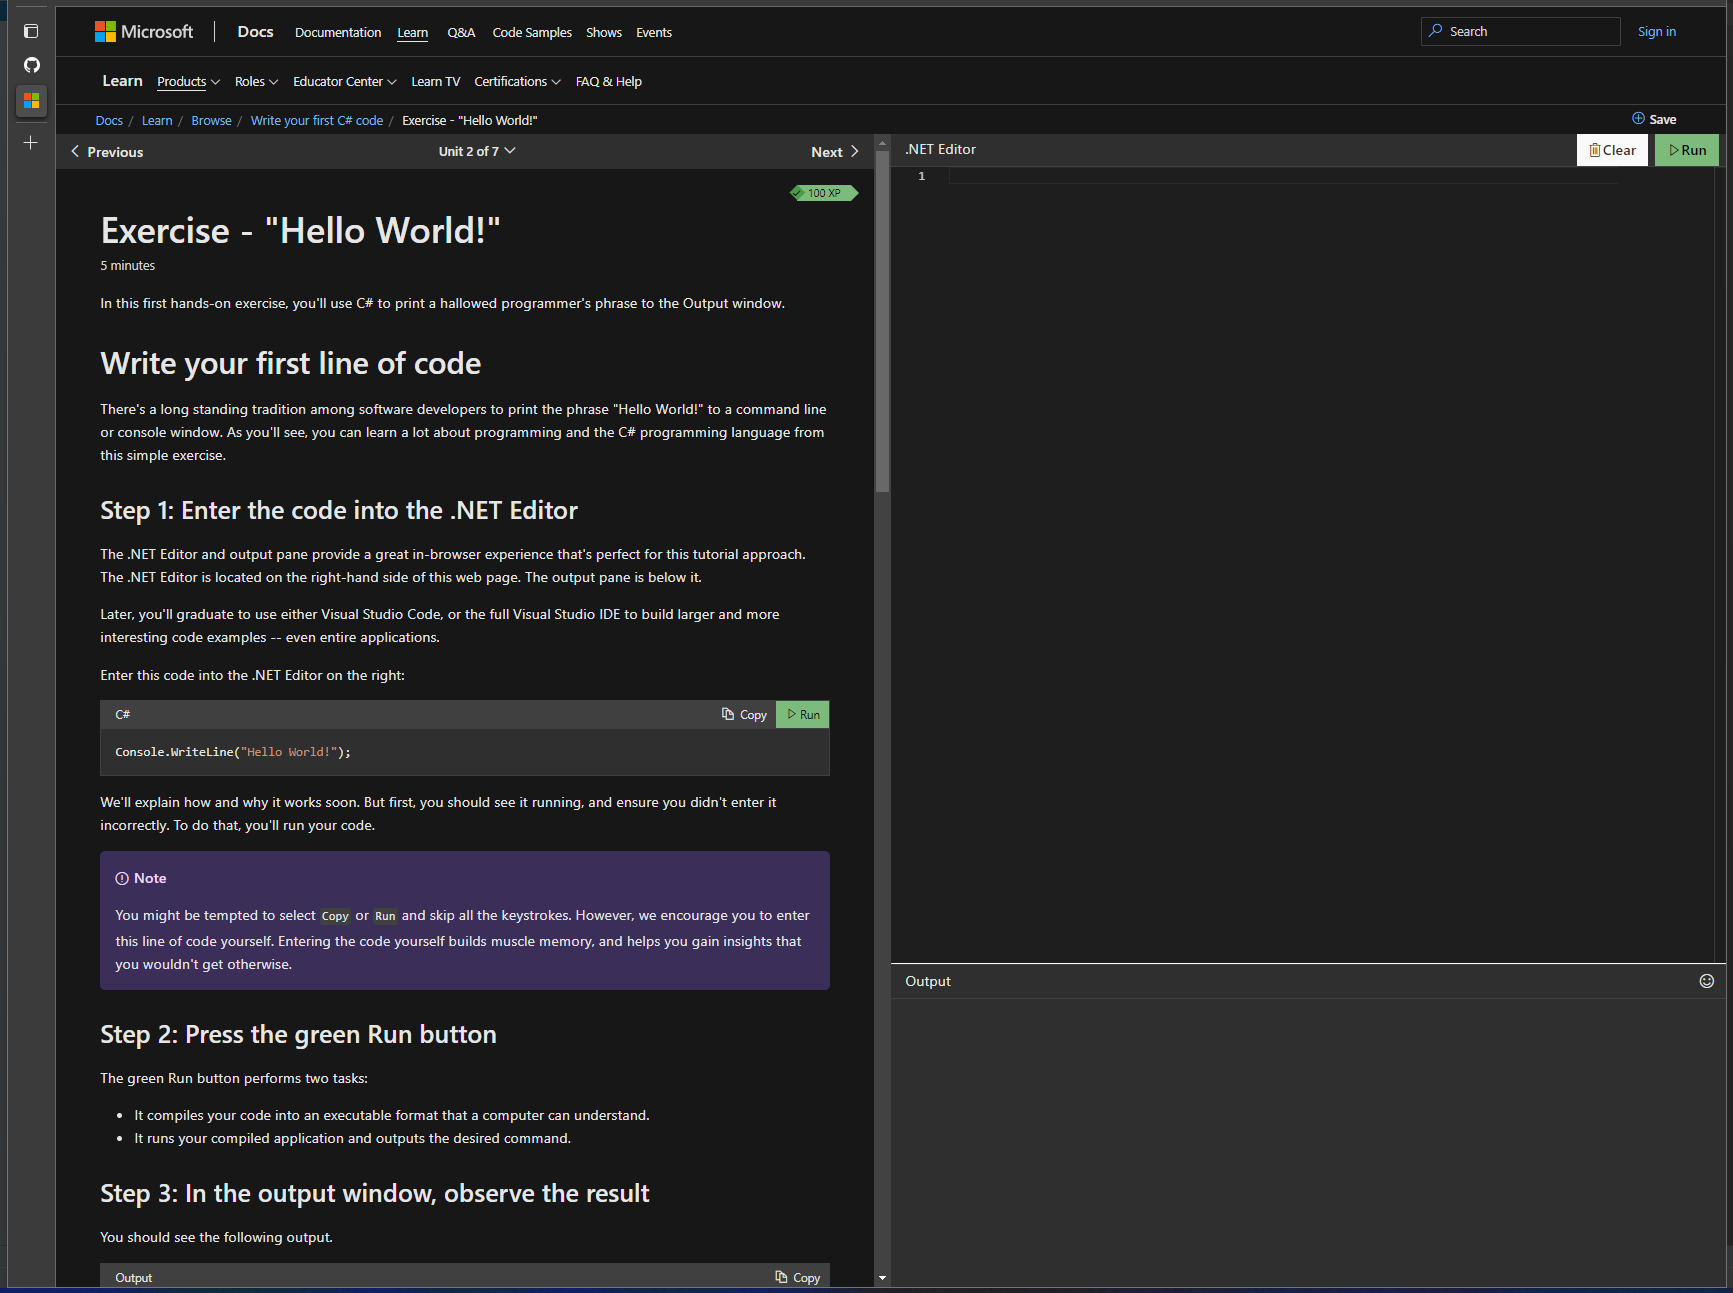 Microsoft Docs Documentation Learn Q&A Code Samples Shows Events Search Sign in
Learn Products Roles Educator Center Learn TV Certifications FAQ & Help
Docs / Learn / Browse / Write your first C# code / Exercise - "Hello World!" Save
Previous Unit 2 of 7 Next
100 XP
Exercise - "Hello World!"
5 minutes
In this first hands-on exercise, you'll use C# to print a hallowed programmer's phrase to the Output window.
Write your first line of code
There's a long standing tradition among software developers to print the phrase "Hello World!" to a command line
or console window. As you'll see, you can learn a lot about programming and the C# programming language from
this simple exercise.
Step 1: Enter the code into the .NET Editor
The .NET Editor and output pane provide a great in-browser experience that's perfect for this tutorial approach.
The .NET Editor is located on the right-hand side of this web page. The output pane is below it.
Later, you'll graduate to use either Visual Studio Code, or the full Visual Studio IDE to build larger and more
interesting code examples -- even entire applications.
Enter this code into the .NET Editor on the right:
C# Copy Run
Console.WriteLine("Hello World!");
We'll explain how and why it works soon. But first, you should see it running, and ensure you didn't enter it
incorrectly. To do that, you'll run your code.
Note
You might be tempted to select Copy or Run and skip all the keystrokes. However, we encourage you to enter
this line of code yourself. Entering the code yourself builds muscle memory, and helps you gain insights that
you wouldn't get otherwise.
Step 2: Press the green Run button
The green Run button performs two tasks:
• It compiles your code into an executable format that a computer can understand.
• It runs your compiled application and outputs the desired command.
Step 3: In the output window, observe the result
You should see the following output.
Output Copy
.NET Editor Clear Run
1
Output